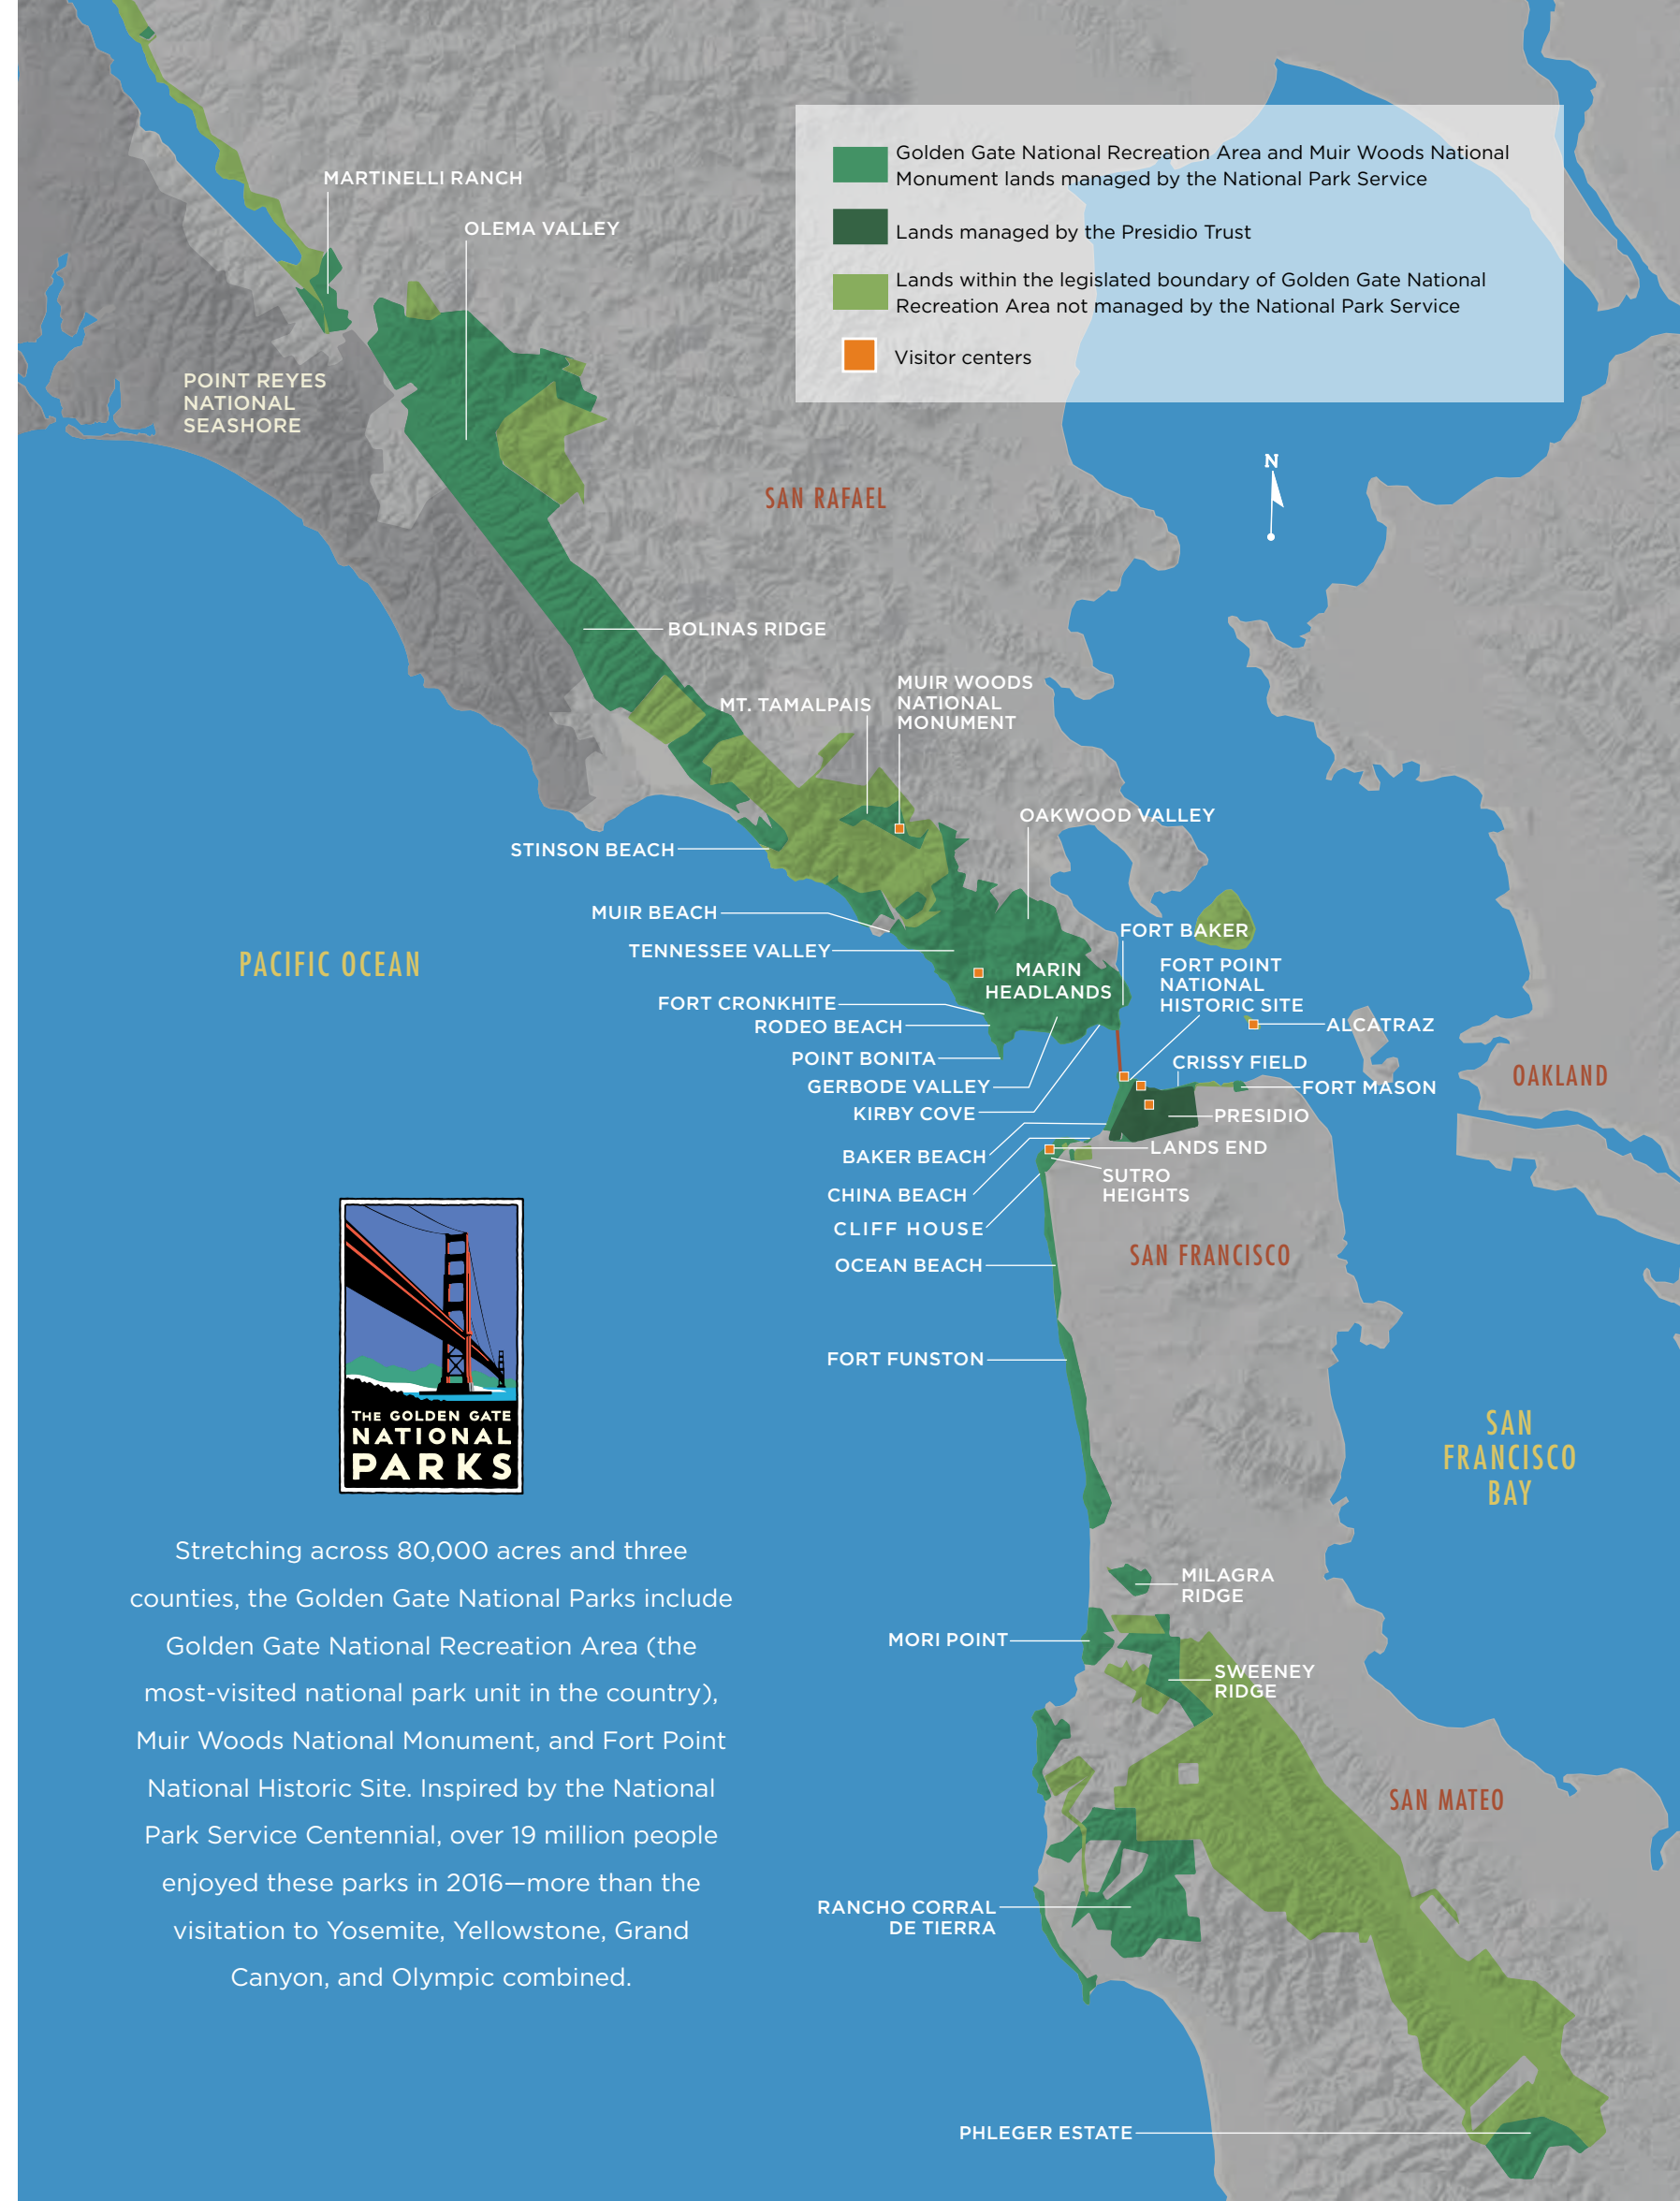 Golden Gate National Recreation Area and Muir Woods National
Monument lands managed by the National Park Service
Lands managed by the Presidio Trust
Lands within the legislated boundary of Golden Gate National
Recreation Area not managed by the National Park Service
Visitor centers
MARTINELLI RANCH
OLEMA VALLEY
POINT REYES
NATIONAL
SEASHORE
N
SAN RAFAEL
BOLINAS RIDGE
MT. TAMALPAIS
MUIR WOODS
NATIONAL
MONUMENT
OAKWOOD VALLEY
STINSON BEACH
MUIR BEACH
FORT BAKER
TENNESSEE VALLEY
PACIFIC OCEAN
MARIN
HEADLANDS
FORT POINT
NATIONAL
HISTORIC SITE
FORT CRONKHITE
RODEO BEACH
ALCATRAZ
POINT BONITA
CRISSY FIELD
OAKLAND
GERBODE VALLEY
FORT MASON
KIRBY COVE
PRESIDIO
BAKER BEACH
LANDS END
SUTRO
HEIGHTS
CHINA BEACH
CLIFF HOUSE
SAN FRANCISCO
OCEAN BEACH
FORT FUNSTON
SAN
FRANCISCO
BAY
THE GOLDEN GATE
NATIONAL
PARKS
Stretching across 80,000 acres and three
counties, the Golden Gate National Parks include
Golden Gate National Recreation Area (the
most-visited national park unit in the country),
Muir Woods National Monument, and Fort Point
National Historic Site. Inspired by the National
Park Service Centennial, over 19 million people
enjoyed these parks in 2016—more than the
visitation to Yosemite, Yellowstone, Grand
Canyon, and Olympic combined.
MILAGRA
RIDGE
MORI POINT
SWEENEY
RIDGE
SAN MATEO
RANCHO CORRAL
DE TIERRA
PHLEGER ESTATE